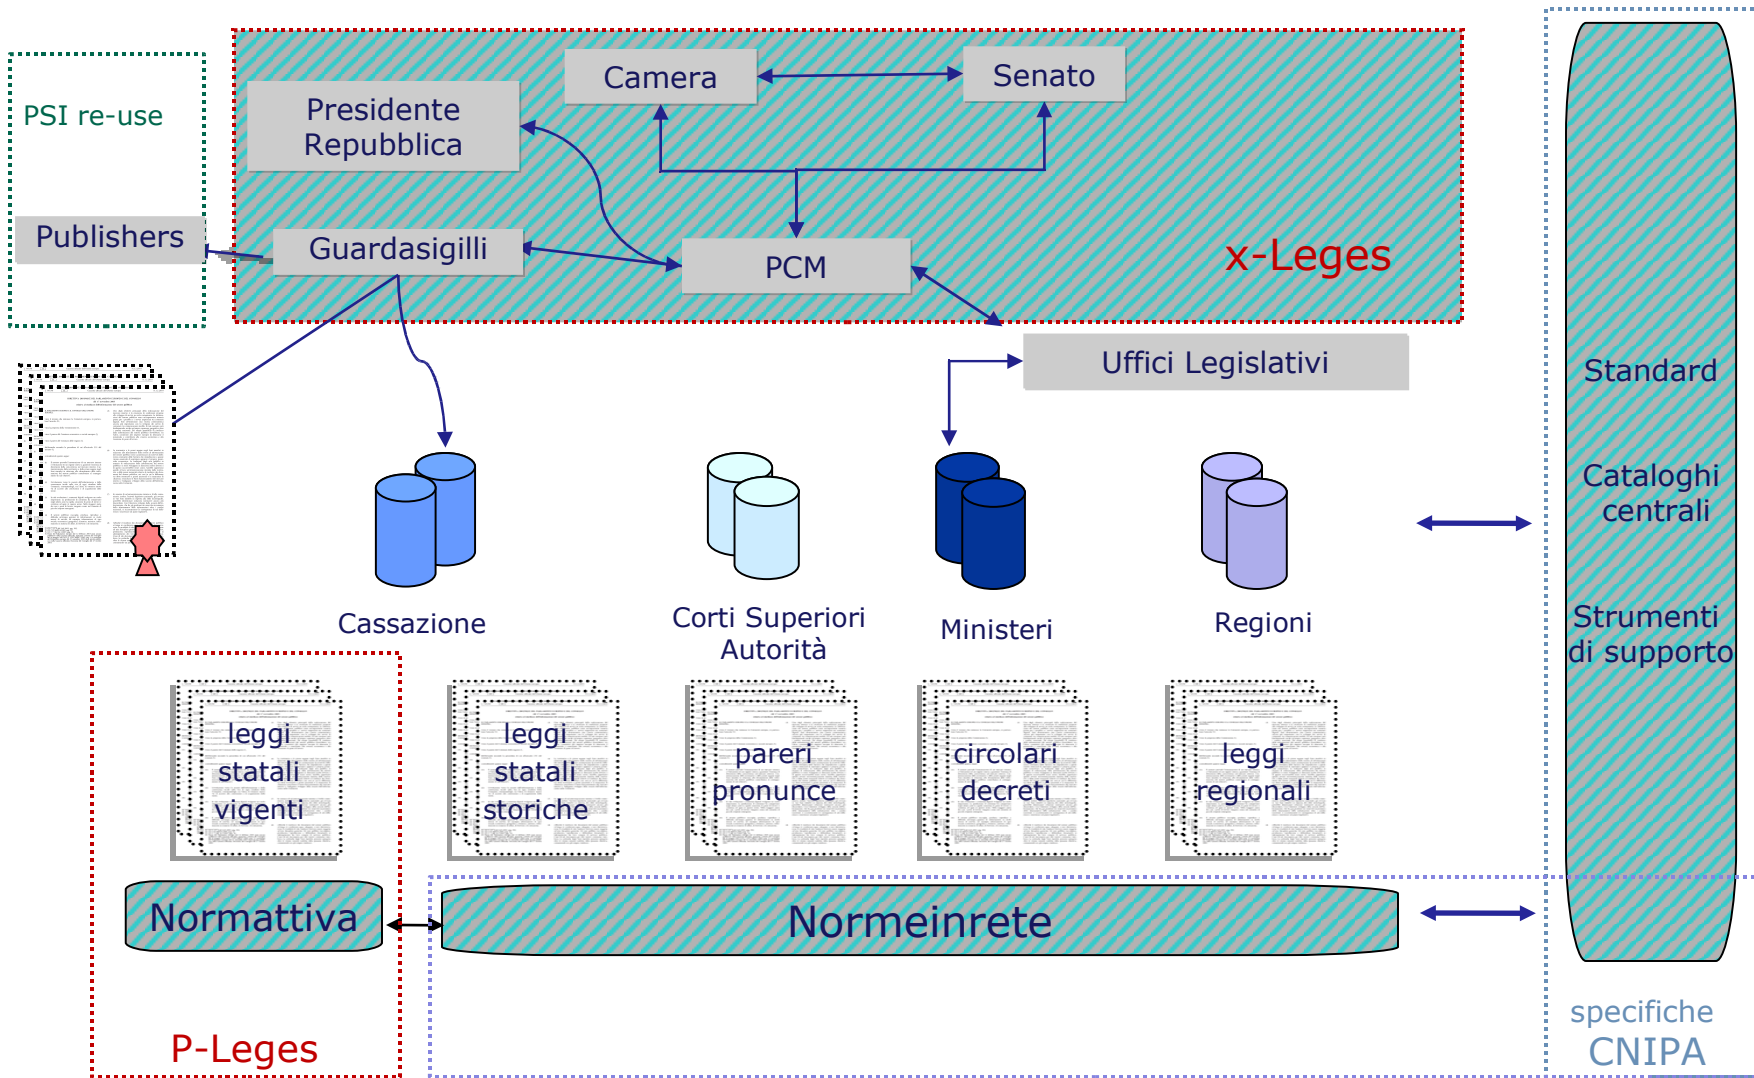 PSI re-use
Presidente
Repubblica
Camera
Senato
Publishers
Guardasigilli
PCM
x-Leges
Uffici Legislativi
Standard
Cataloghi
centrali
Strumenti
di supporto
Cassazione
Corti Superiori
Autorità
Ministeri
Regioni
leggi
statali
vigenti
leggi
statali
storiche
pareri
pronunce
circolari
decreti
leggi
regionali
Normattiva
Normeinrete
P-Leges
specifiche
CNIPA